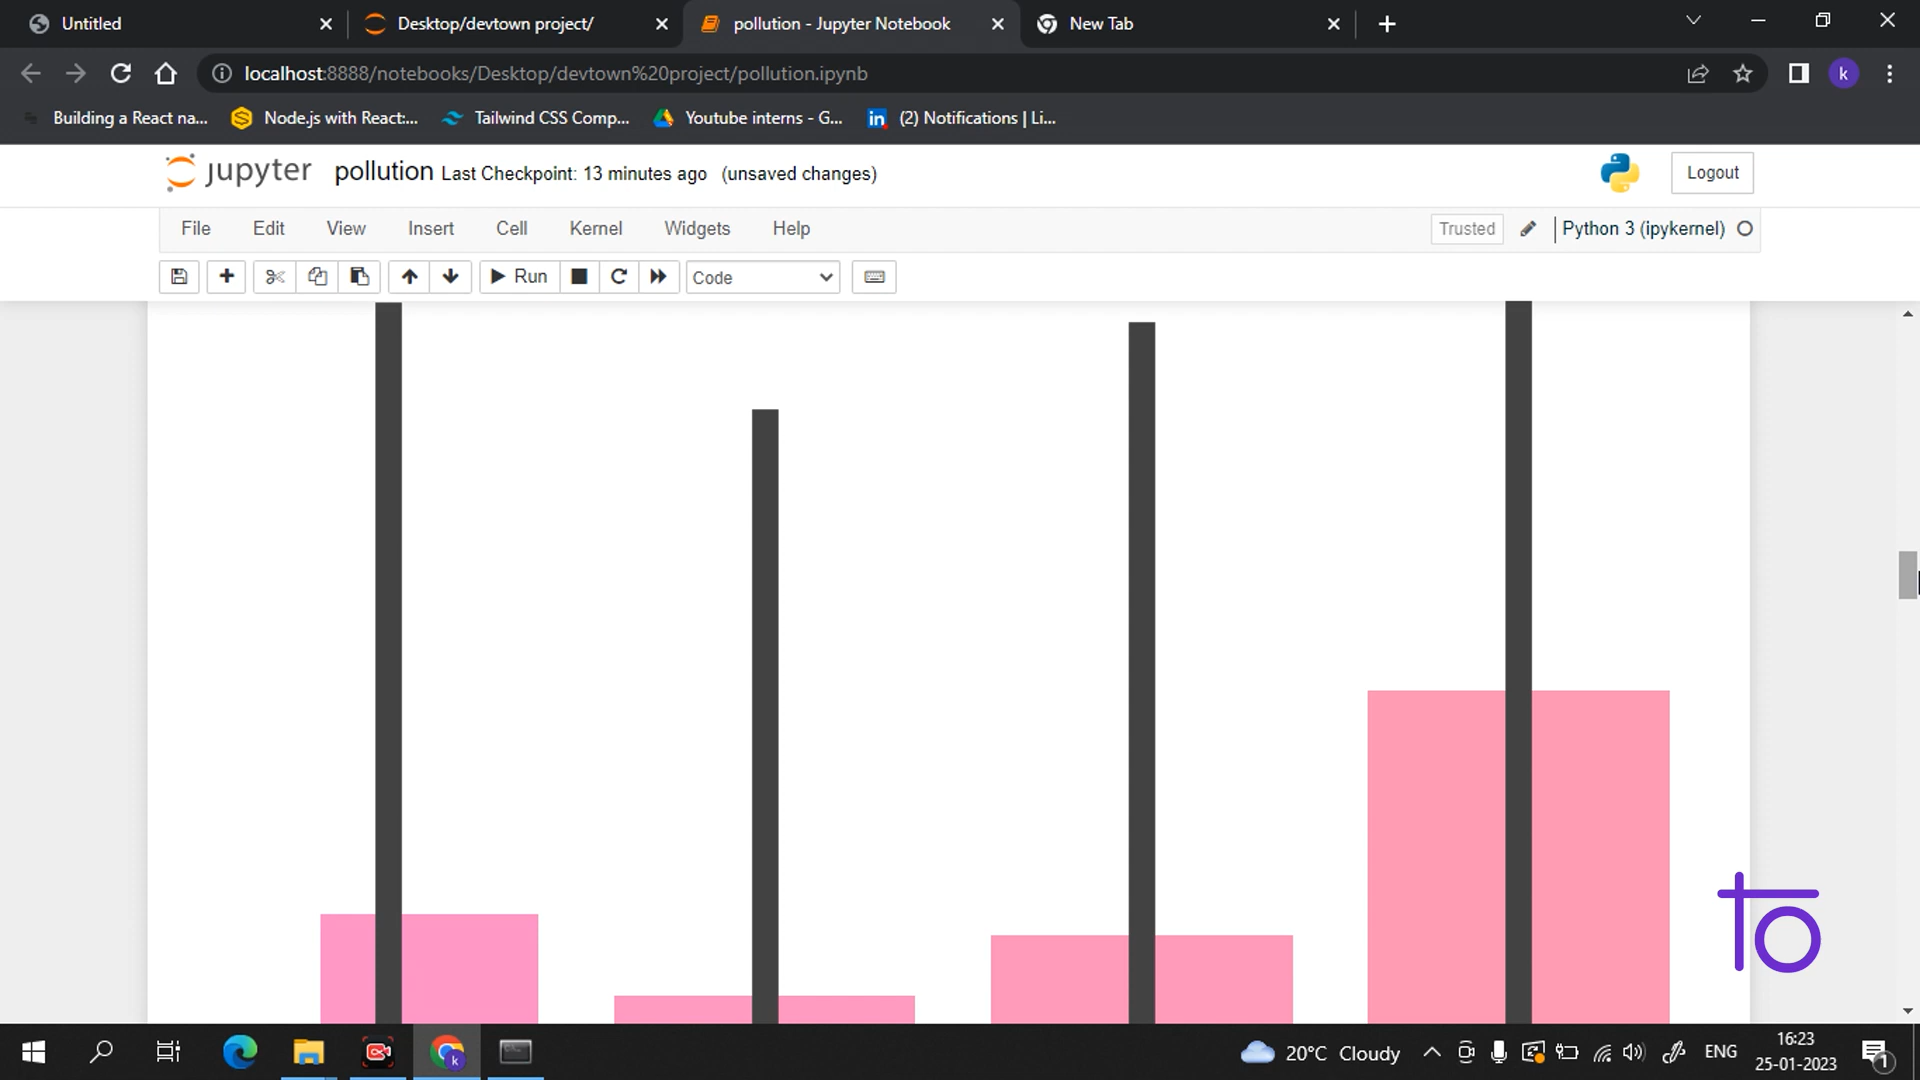 Untitled
Desktop/devtown project/
pollution - Jupyter Notebook
New Tab
localhost:8888/notebooks/Desktop/devtown%20project/pollution.ipynb
k
Building a React na...
Node.js with React:...
Tailwind CSS Comp...
Youtube interns - G...
(2) Notifications | Li...
jupyter pollution Last Checkpoint: 13 minutes ago (unsaved changes)
Logout
File Edit View Insert Cell Kernel Widgets Help
Trusted
Python 3 (ipykernel)
Run
Code
20°C Cloudy
ENG
16:23
25-01-2023
1